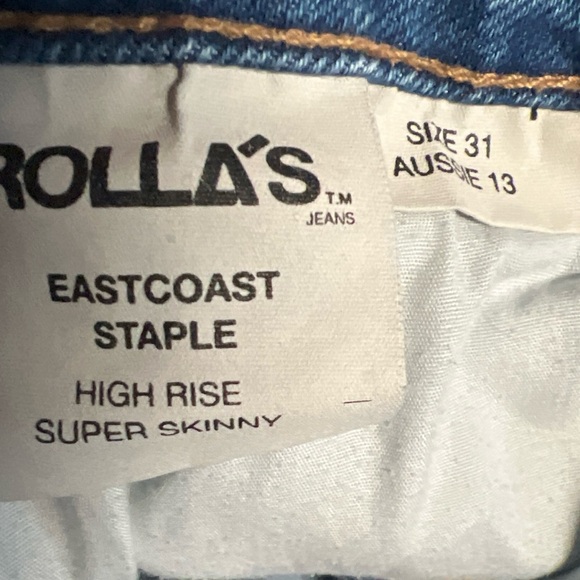 ROLLA'S
T.M
JEANS
EASTCOAST
STAPLE
HIGH RISE
SUPER SKINNY
SIZE 31
AUSSIE 13